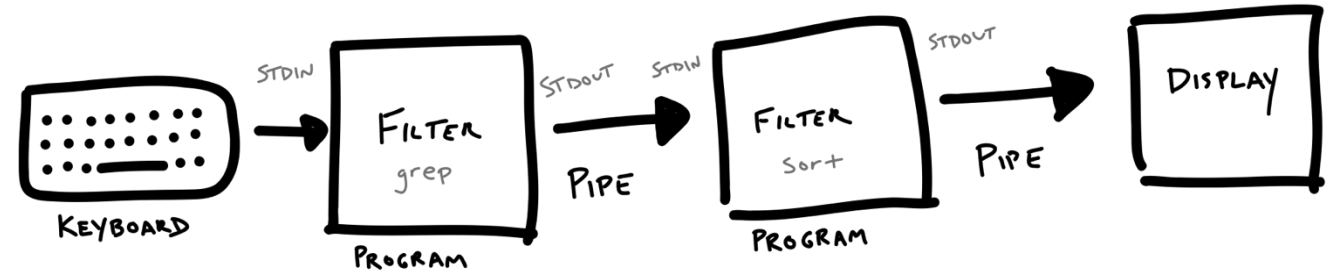 KEYBOARD
STDIN
FILTER
grep
PROGRAM
STDOUT
PIPE
STDIN
FILTER
sort
PROGRAM
STDOUT
PIPE
DISPLAY